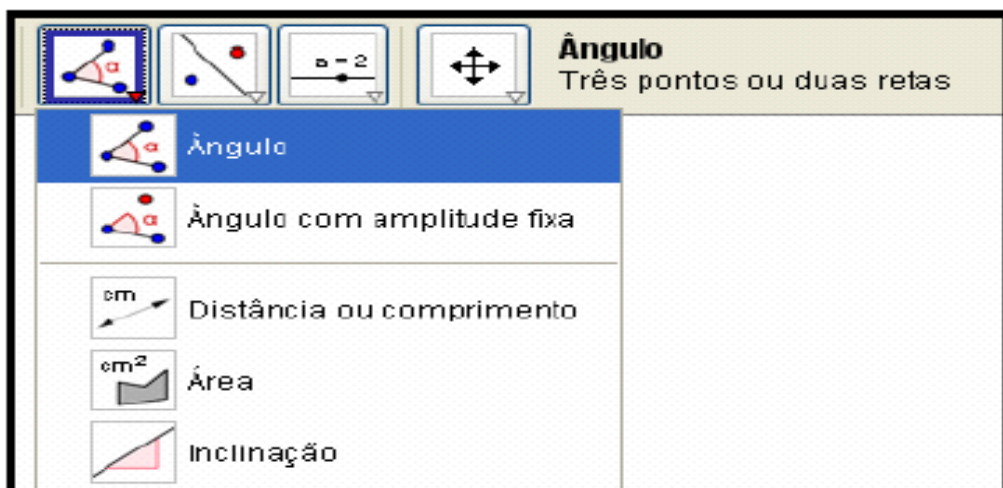 α
a = 2
Ângulo
Três pontos ou duas retas
α Ângulo
α Ângulo com amplitude fixa
cm Distância ou comprimento
cm² Área
Inclinação